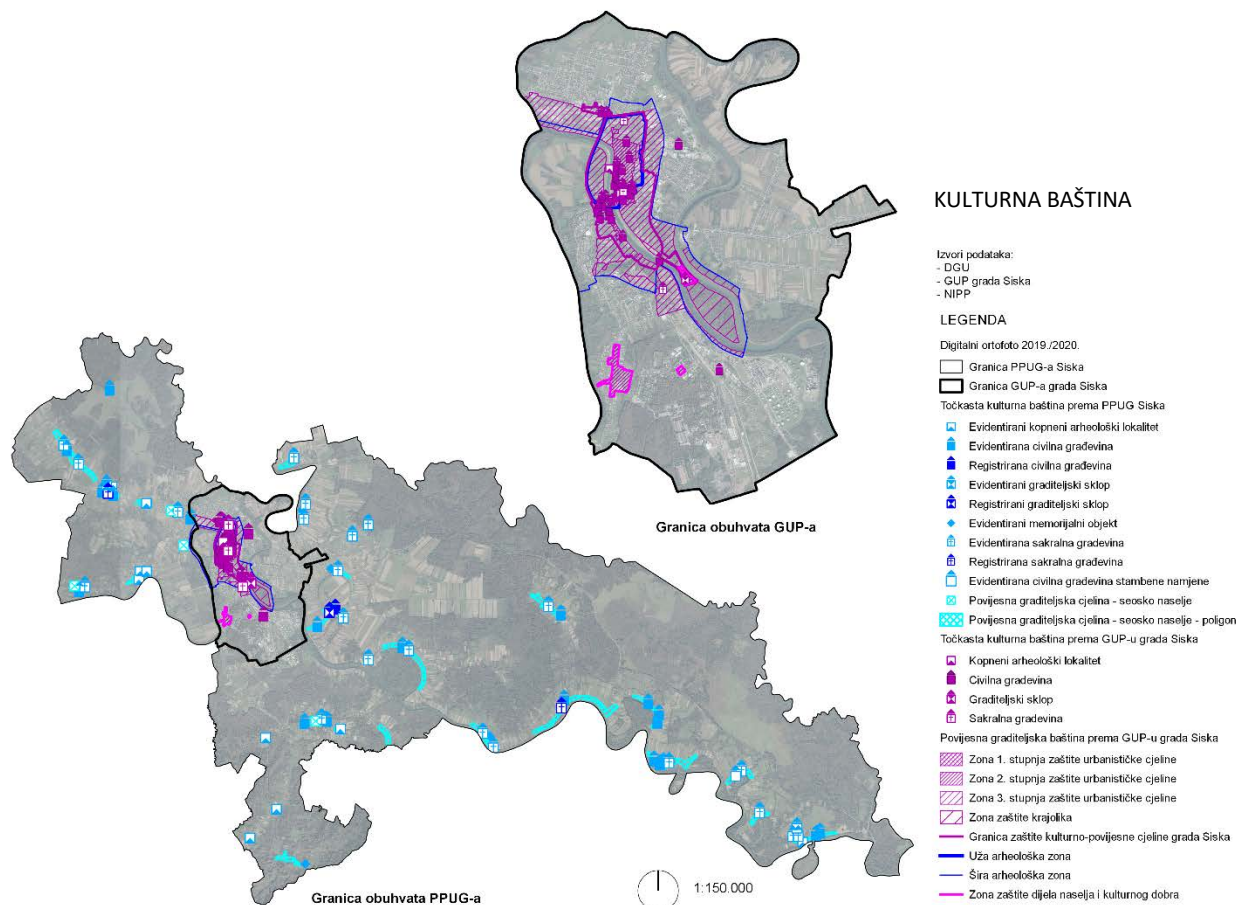 KULTURNA BAŠTINA
Izvori podataka:
- DGU
- GUP grada Siska
- NIPP
LEGENDA
Digitalni ortofoto 2019./2020.
Granica PPUG-a Siska
Granica GUP-a grada Siska
Točkasta kulturna baština prema PPUG Siska
Evidentirani kopneni arheološki lokalitet
Evidentirana civilna građevina
Registrirana civilna građevina
Evidentirani graditeljski sklop
Registrirani graditeljski sklop
Evidentirani memorijalni objekt
Evidentirana sakralna građevina
Registrirana sakralna građevina
Evidentirana civilna građevina stambene namjene
Povijesna graditeljska cjelina - seosko naselje
Povijesna graditeljska cjelina - seosko naselje - poligon
Točkasta kulturna baština prema GUP-u grada Siska
Kopneni arheološki lokalitet
Civilna građevina
Graditeljski sklop
Sakralna građevina
Povijesna graditeljska baština prema GUP-u grada Siska
Zona 1. stupnja zaštite urbanističke cjeline
Zona 2. stupnja zaštite urbanističke cjeline
Zona 3. stupnja zaštite urbanističke cjeline
Zona zaštite krajolika
Granica zaštite kulturno-povijesne cjeline grada Siska
Uža arheološka zona
Šira arheološka zona
Zona zaštite dijela naselja i kulturnog dobra
Granica obuhvata GUP-a
Granica obuhvata PPUG-a
1:150.000